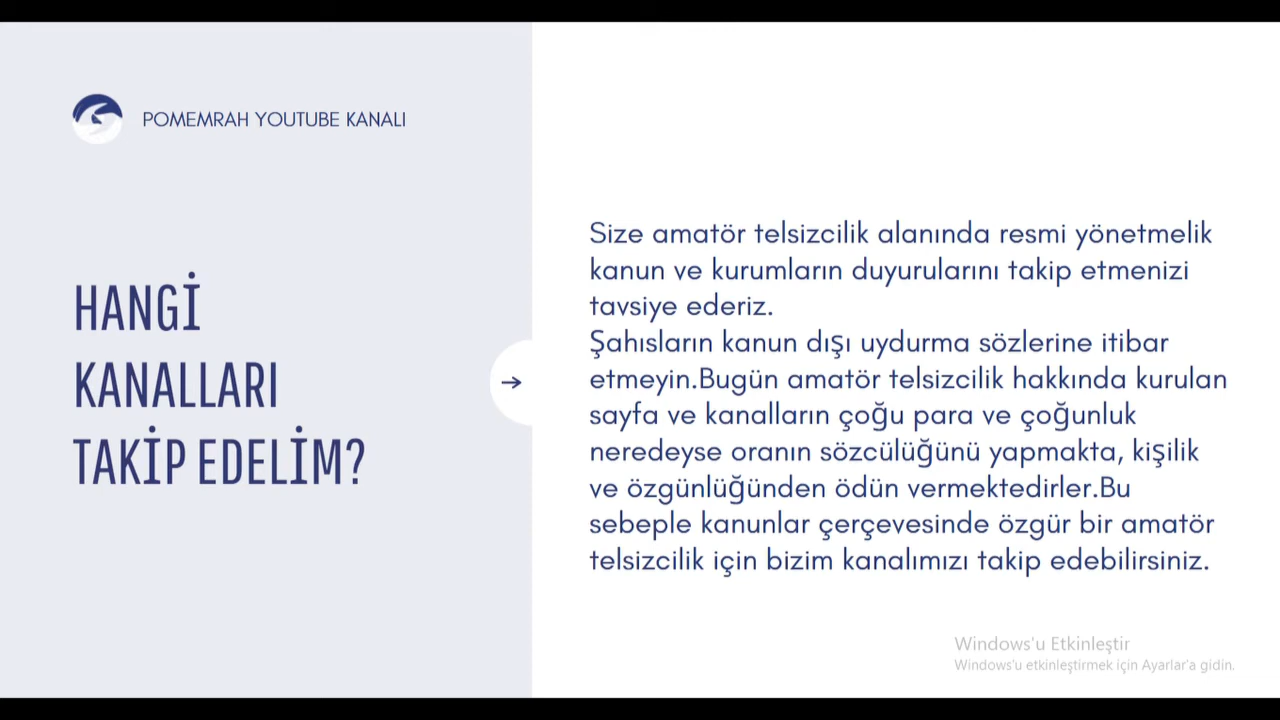 POMEMRAH YOUTUBE KANALI
HANGİ
KANALLARI
TAKİP EDELİM?
Size amatör telsizcilik alanında resmi yönetmelik
kanun ve kurumların duyurularını takip etmenizi
tavsiye ederiz.
Şahısların kanun dışı uydurma sözlerine itibar
etmeyin.Bugün amatör telsizcilik hakkında kurulan
sayfa ve kanalların çoğu para ve çoğunluk
neredeyse oranın sözcülüğünü yapmakta, kişilik
ve özgünlüğünden ödün vermektedirler.Bu
sebeple kanunlar çerçevesinde özgür bir amatör
telsizcilik için bizim kanalımızı takip edebilirsiniz.
Windows'u Etkinleştir
Windows'u etkinleştirmek için Ayarlar'a gidin.